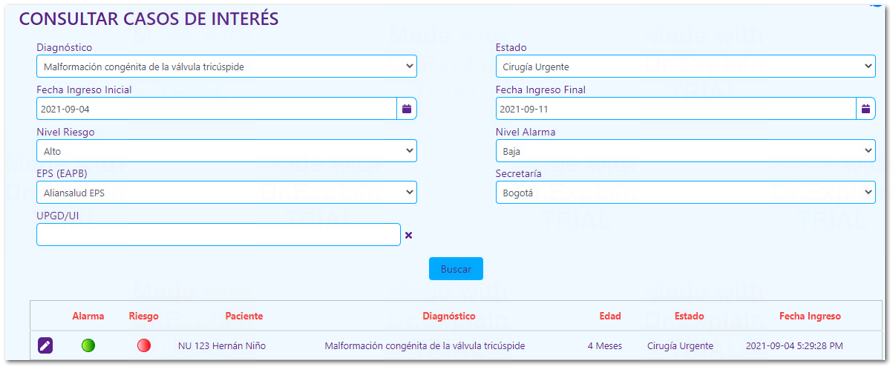 CONSULTAR CASOS DE INTERÉS
Diagnóstico Estado
Malformación congénita de la válvula tricúspide Cirugía Urgente
Fecha Ingreso Inicial Fecha Ingreso Final
2021-09-04 2021-09-11
Nivel Riesgo Nivel Alarma
Alto Baja
EPS (EAPB) Secretaría
Aliansalud EPS Bogotá
UPGD/UI
Buscar
Alarma Riesgo Paciente Diagnóstico Edad Estado Fecha Ingreso
NU 123 Hernán Niño Malformación congénita de la válvula tricúspide 4 Meses Cirugía Urgente 2021-09-04 5:29:28 PM